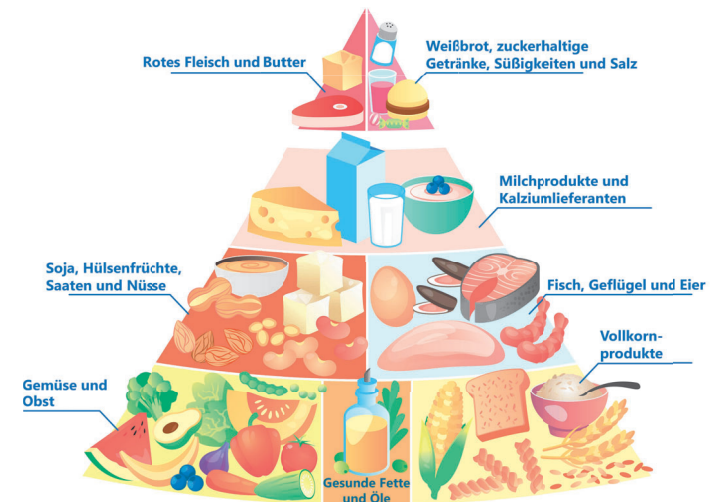 Rotes Fleisch und Butter
Weißbrot, zuckerhaltige
Getränke, Süßigkeiten und Salz
Milchprodukte und
Kalziumlieferanten
Soja, Hülsenfrüchte,
Saaten und Nüsse
Fisch, Geflügel und Eier
Vollkorn-
produkte
Gemüse und
Obst
Gesunde Fette
und Öle